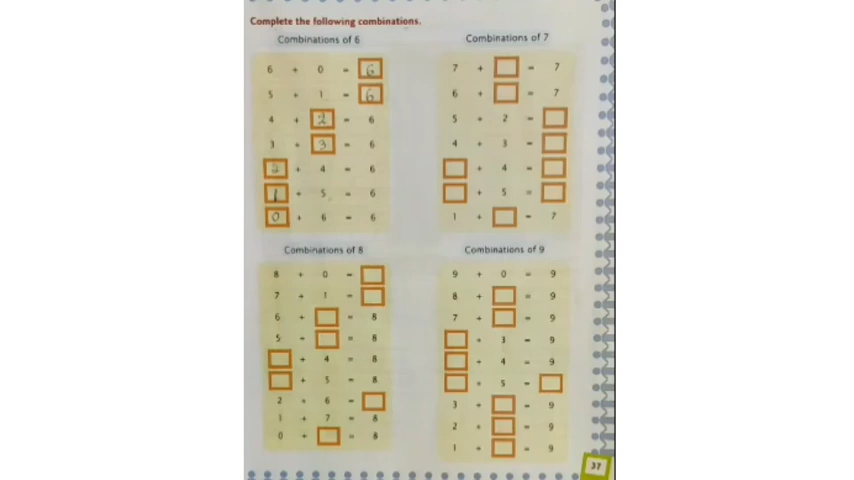 Complete the following combinations.
Combinations of 6
6 + 0 = 6
5 + 1 = 6
4 + 2 = 6
3 + 3 = 6
2 + 4 = 6
1 + 5 = 6
0 + 6 = 6
Combinations of 7
7 + = 7
6 + = 7
5 + 2 =
4 + 3 =
+ 4 =
+ 5 =
1 + = 7
Combinations of 8
8 + 0 =
7 + 1 =
6 + = 8
5 + = 8
+ 4 = 8
+ 5 = 8
2 + 6 =
1 + 7 = 8
0 + = 8
Combinations of 9
9 + 0 = 9
8 + = 9
7 + = 9
+ 3 = 9
+ 4 = 9
+ 5 =
3 + = 9
2 + = 9
1 + = 9
37